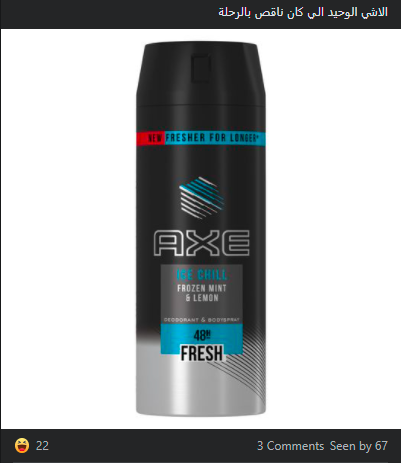 الاشي الوحيد الي كان ناقص بالرحلة
NEW FRESHER FOR LONGER*
AXE
ICE CHILL
FROZEN MINT
& LEMON
DEODORANT & BODYSPRAY
48H
FRESH
22
3 Comments Seen by 67